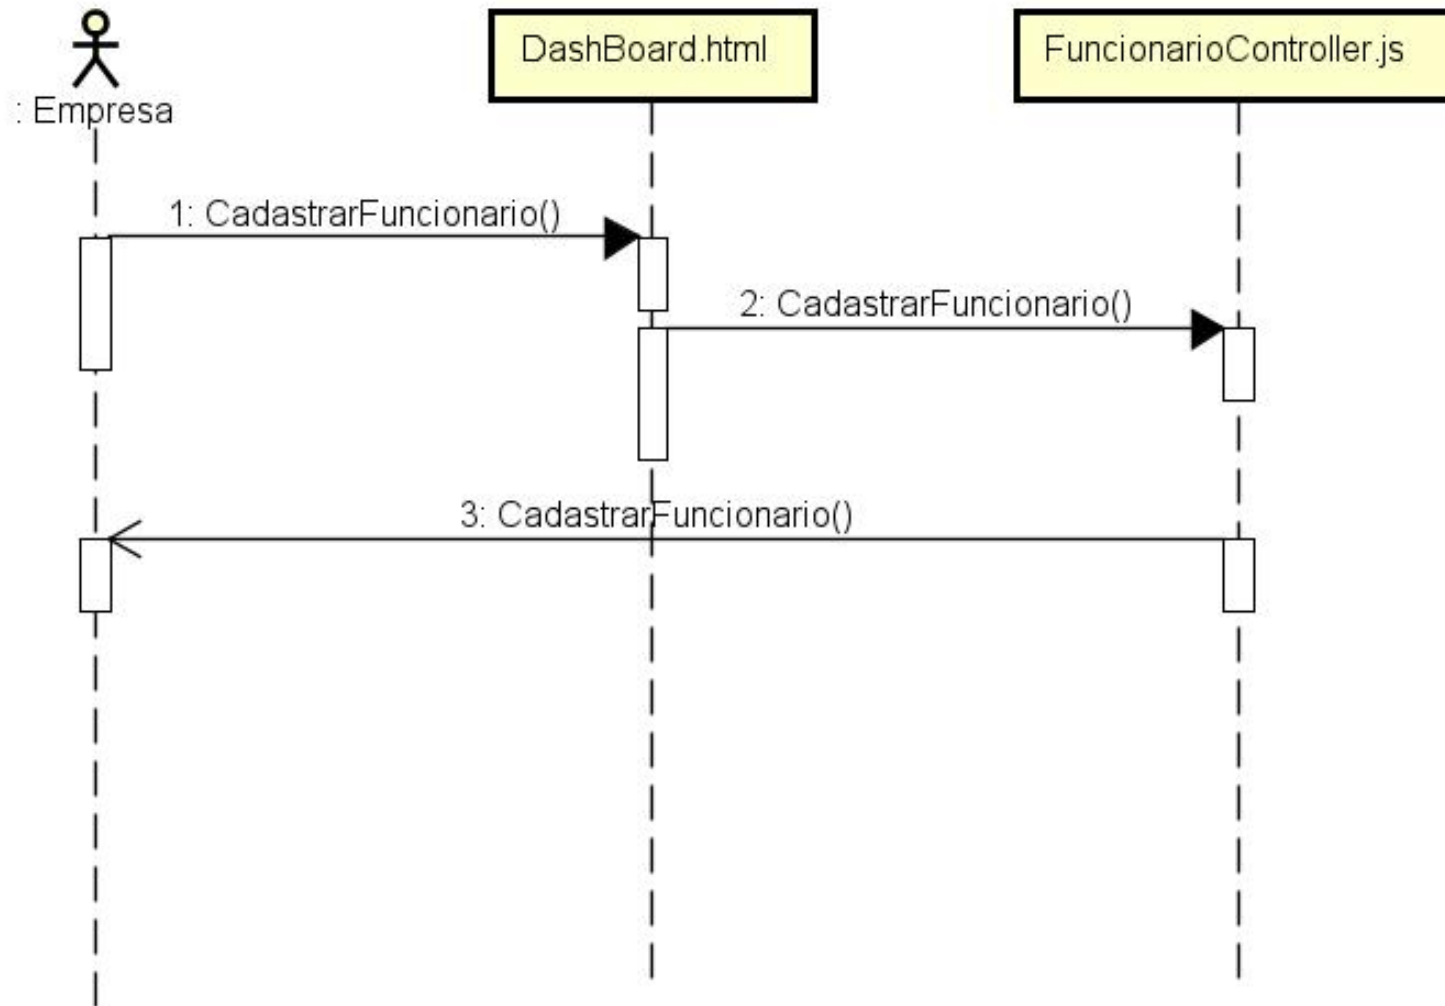 DashBoard.html
FuncionarioController.js
: Empresa
1: CadastrarFuncionario()
2: CadastrarFuncionario()
3: CadastrarFuncionario()